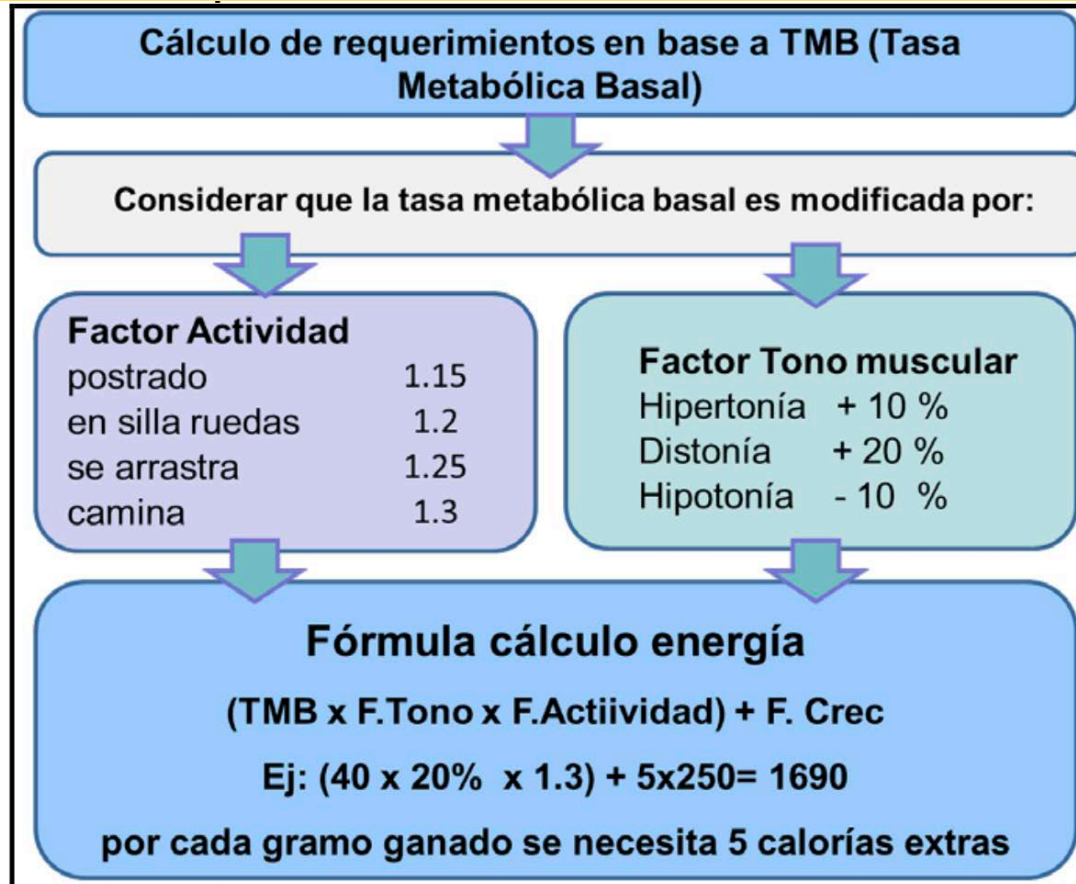 Cálculo de requerimientos en base a TMB (Tasa
Metabólica Basal)
Considerar que la tasa metabólica basal es modificada por:
Factor Actividad
postrado 1.15
en silla ruedas 1.2
se arrastra 1.25
camina 1.3
Factor Tono muscular
Hipertonía + 10 %
Distonía + 20 %
Hipotonía - 10 %
Fórmula cálculo energía
(TMB x F.Tono x F.Actiividad) + F. Crec
Ej: (40 x 20% x 1.3) + 5x250= 1690
por cada gramo ganado se necesita 5 calorías extras